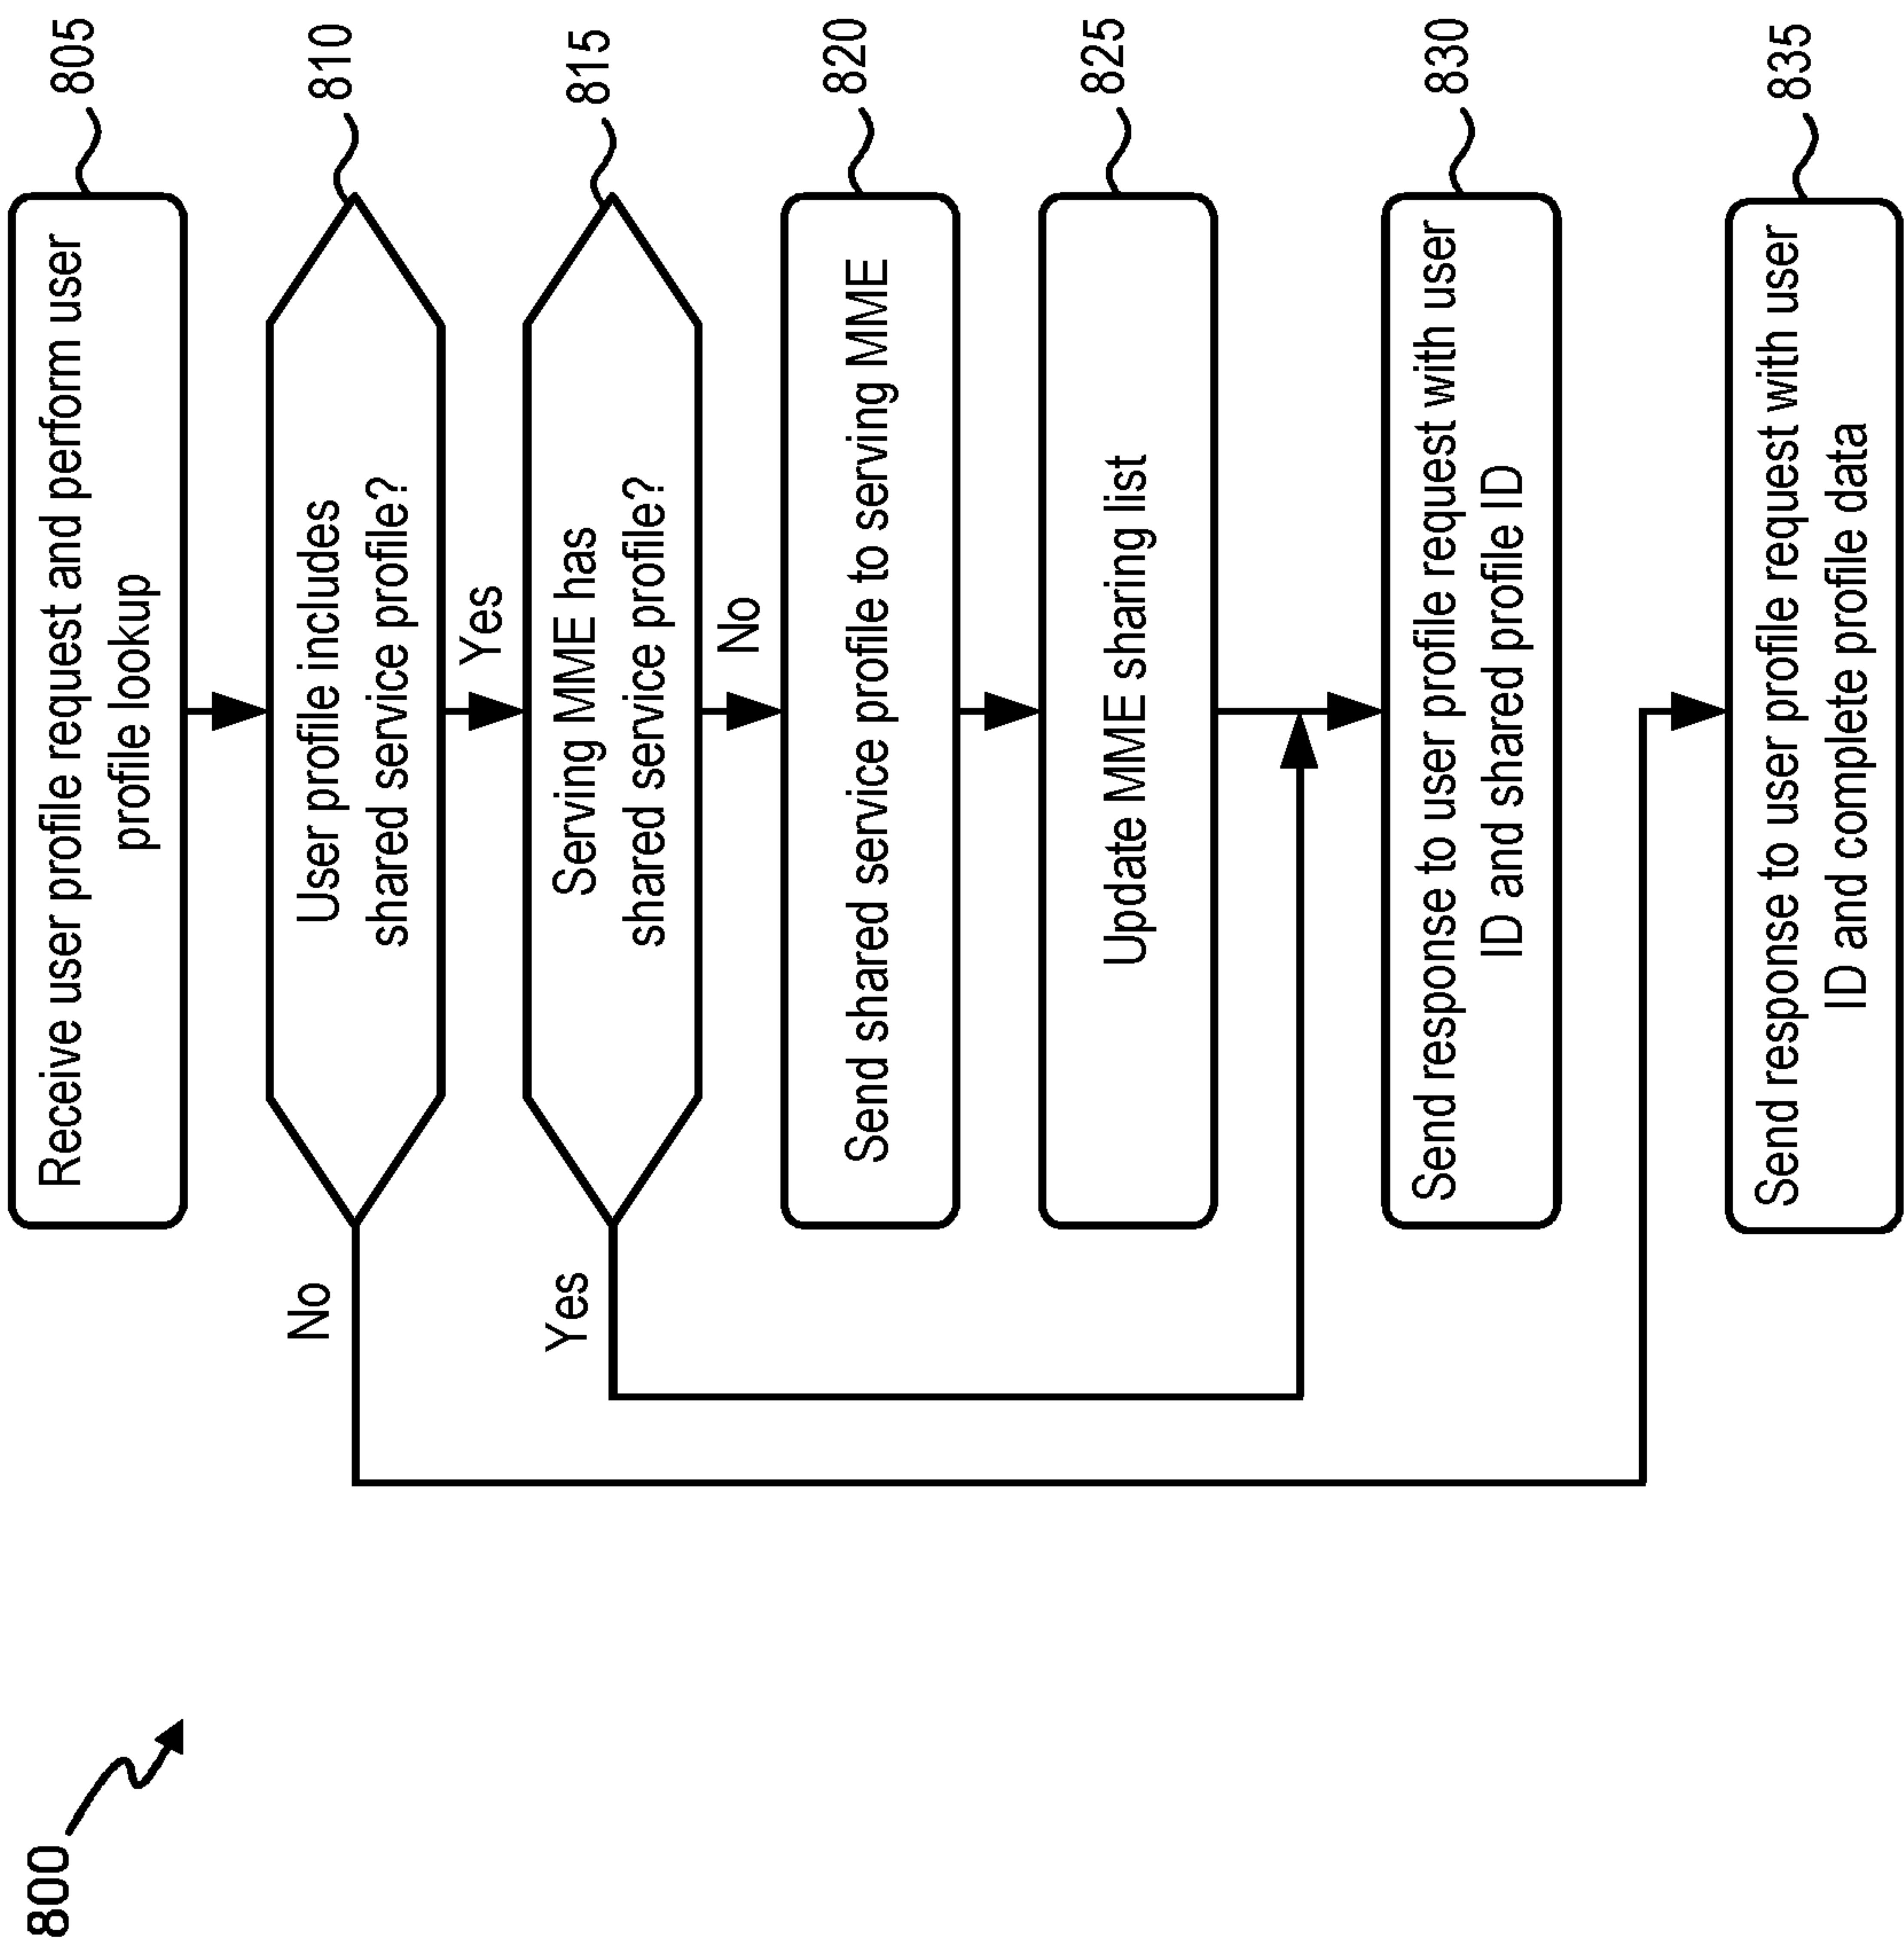 800
Receive user profile request and perform user
profile lookup
805
User profile includes
shared service profile?
810
No
Yes
Serving MME has
shared service profile?
815
Yes
No
Send shared service profile to serving MME
820
Update MME sharing list
825
Send response to user profile request with user
ID and shared profile ID
830
Send response to user profile request with user
ID and complete profile data
835